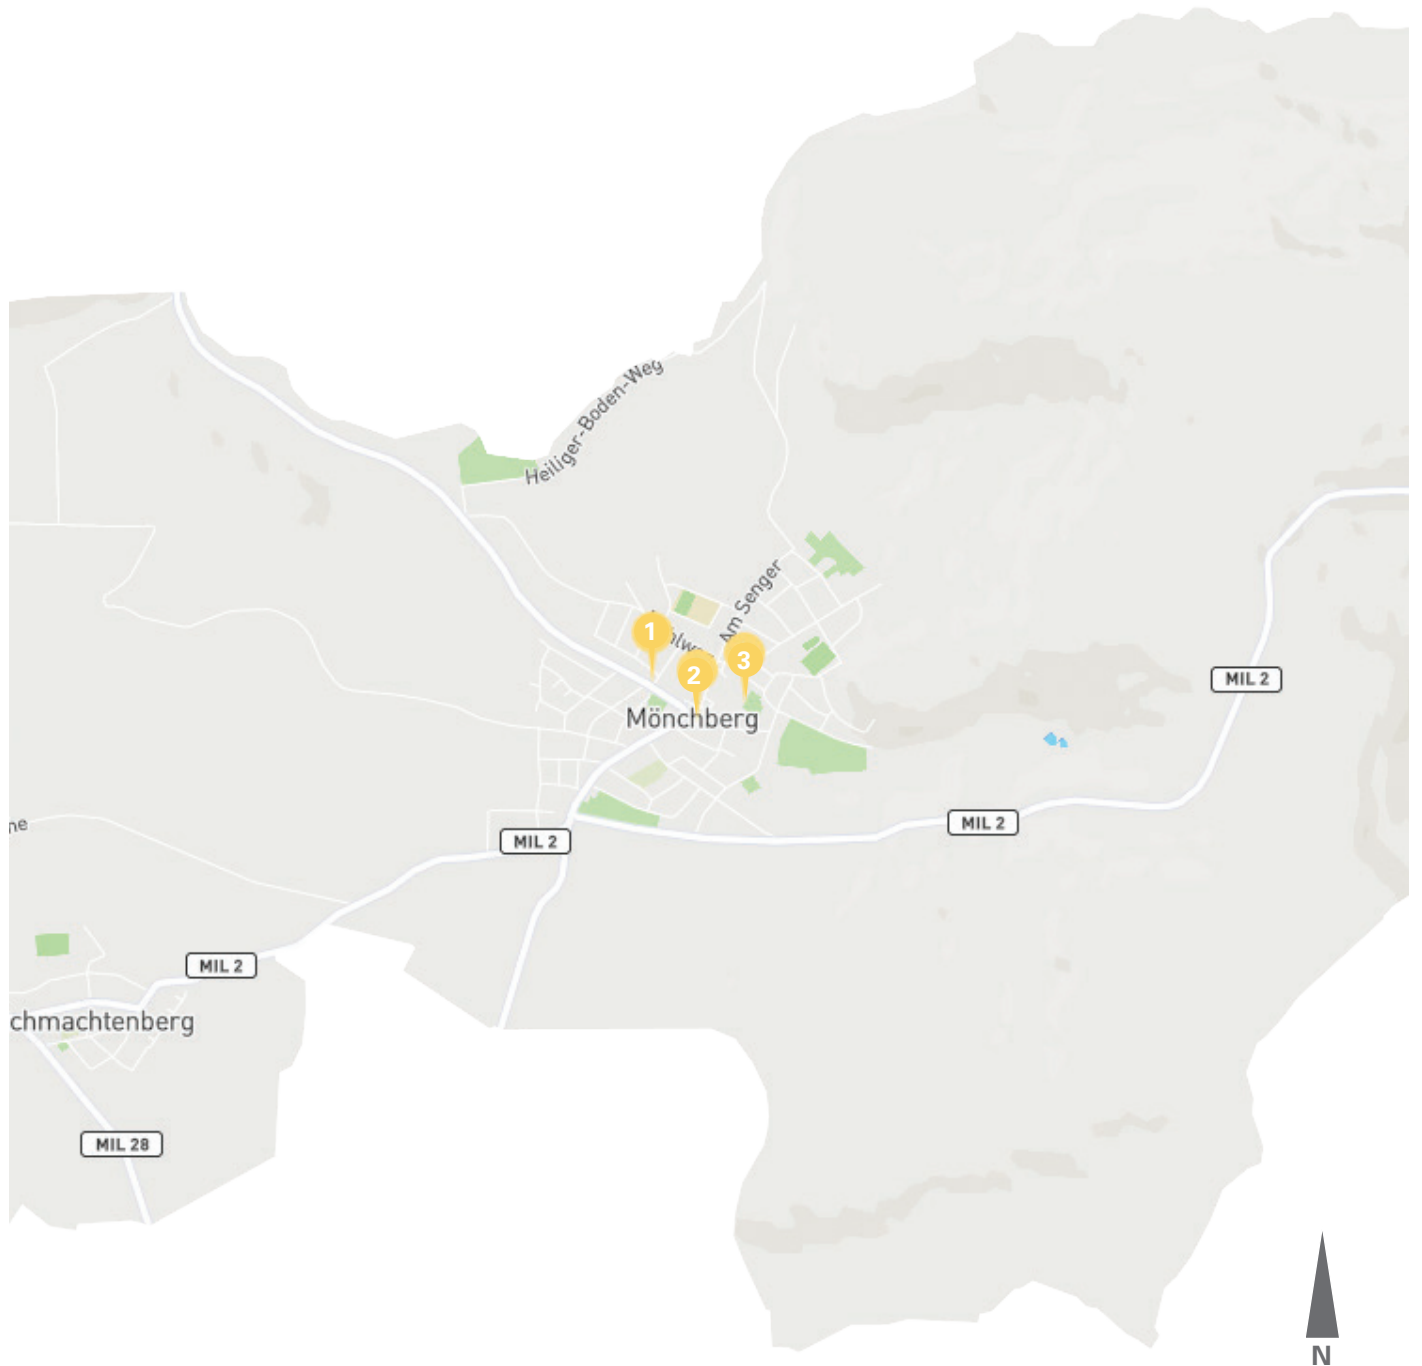 Heiliger-Boden-Weg
Am Senger
1
2
3
Mönchberg
MIL 2
MIL 2
MIL 2
MIL 2
chmachtenberg
MIL 28
N